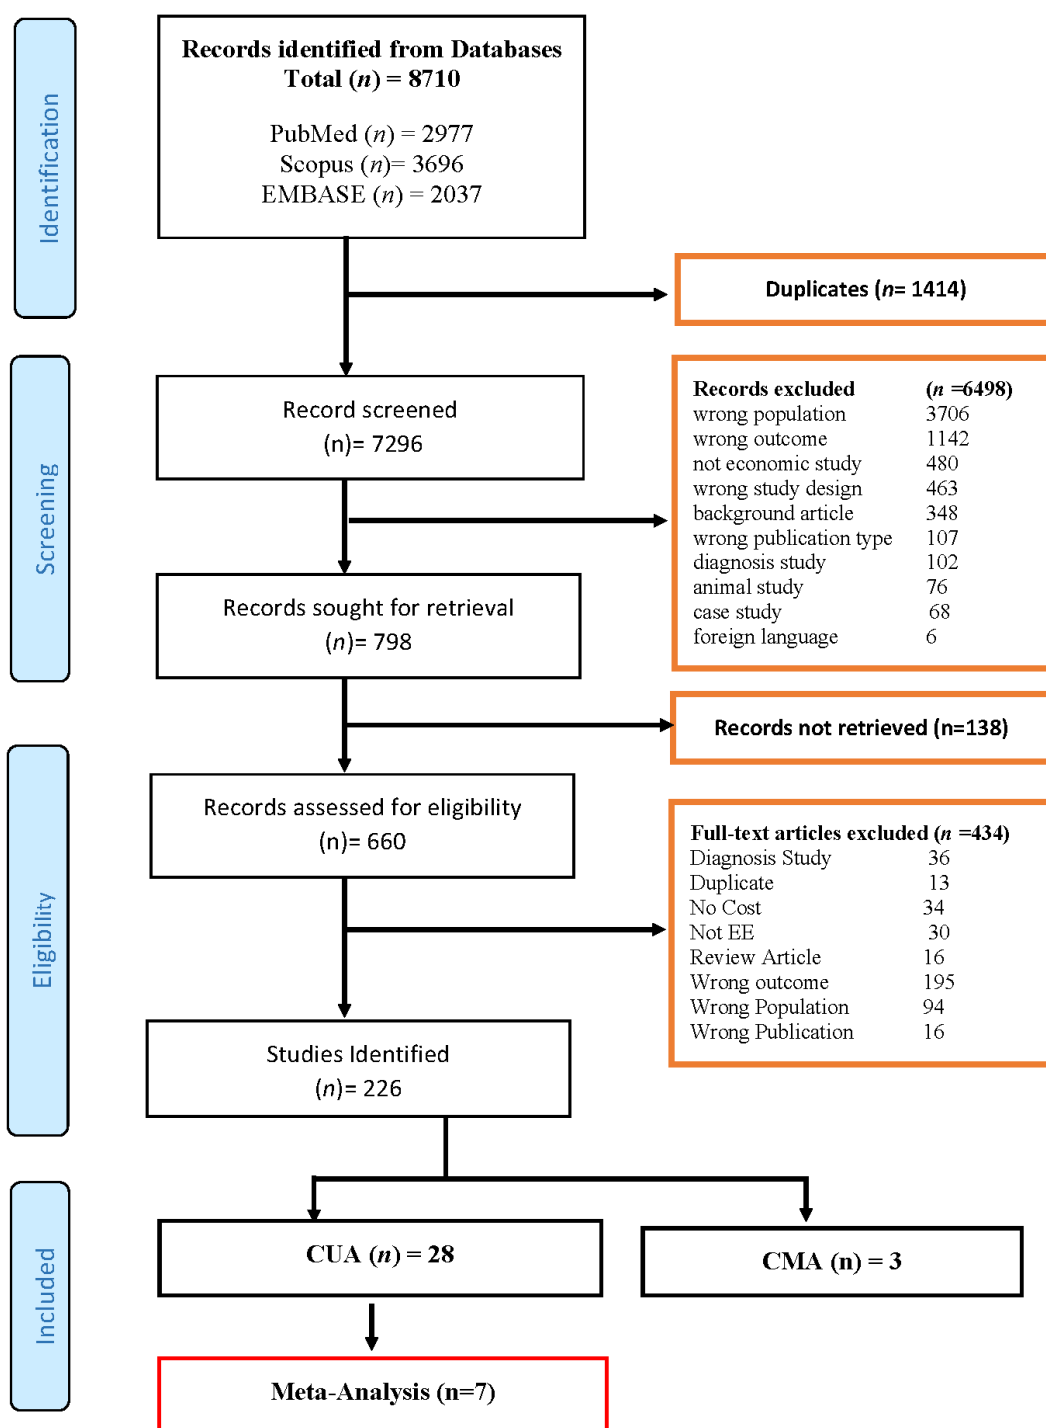 Identification
Records identified from Databases
Total (n) = 8710
PubMed (n) = 2977
Scopus (n)= 3696
EMBASE (n) = 2037
Duplicates (n= 1414)
Screening
Record screened
(n)= 7296
Records excluded (n =6498)
wrong population 3706
wrong outcome 1142
not economic study 480
wrong study design 463
background article 348
wrong publication type 107
diagnosis study 102
animal study 76
case study 68
foreign language 6
Records sought for retrieval
(n)= 798
Records not retrieved (n=138)
Eligibility
Records assessed for eligibility
(n)= 660
Full-text articles excluded (n =434)
Diagnosis Study 36
Duplicate 13
No Cost 34
Not EE 30
Review Article 16
Wrong outcome 195
Wrong Population 94
Wrong Publication 16
Studies Identified
(n)= 226
Included
CUA (n) = 28
CMA (n) = 3
Meta-Analysis (n=7)